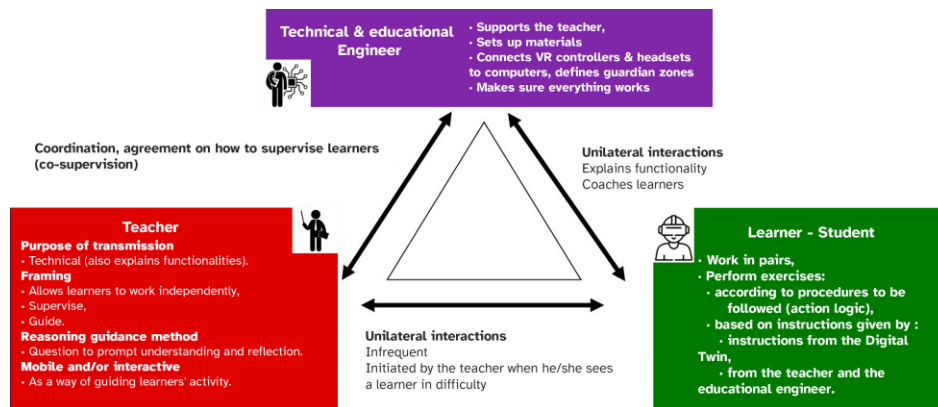 Technical & educational
Engineer
• Supports the teacher,
• Sets up materials
• Connects VR controllers & headsets
to computers, defines guardian zones
• Makes sure everything works
Coordination, agreement on how to supervise learners
(co-supervision)
Unilateral interactions
Explains functionality
Coaches learners
Teacher
Purpose of transmission
• Technical (also explains functionalities).
Framing
• Allows learners to work independently,
• Supervise,
• Guide.
Reasoning guidance method
• Question to prompt understanding and reflection.
Mobile and/or interactive
• As a way of guiding learners' activity.
Unilateral interactions
Infrequent
Initiated by the teacher when he/she sees
a learner in difficulty
Learner - Student
• Work in pairs,
• Perform exercises:
• according to procedures to be
followed (action logic),
• based on instructions given by :
• instructions from the Digital
Twin,
• from the teacher and the
educational engineer.